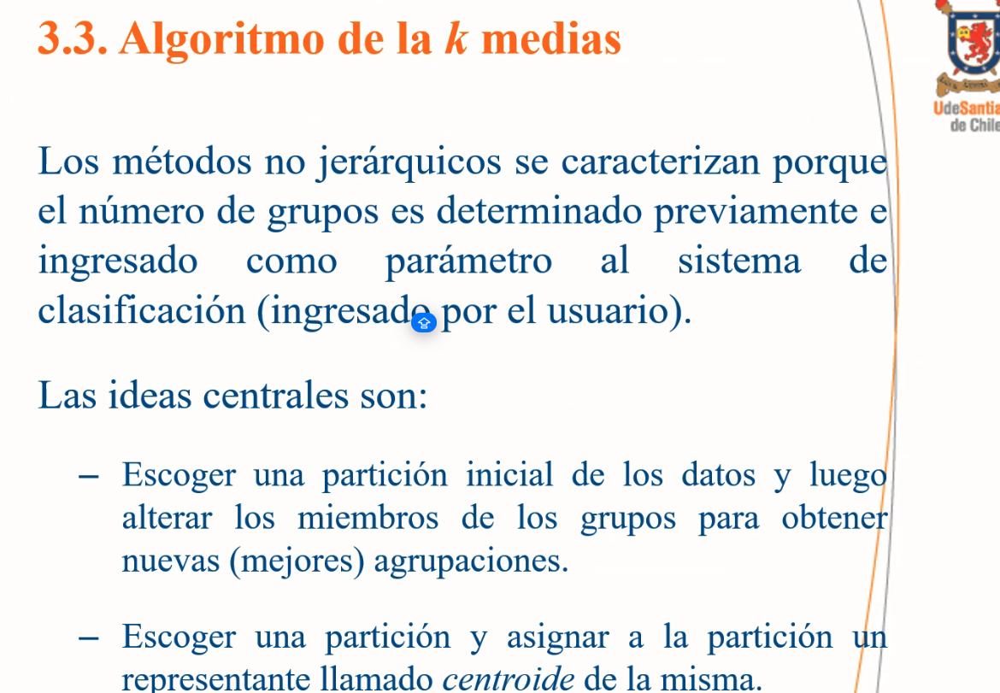 3.3. Algoritmo de la k medias
UdeSantia
de Chile
Los métodos no jerárquicos se caracterizan porque
el número de grupos es determinado previamente e
ingresado como parámetro al sistema de
clasificación (ingresado por el usuario).
Las ideas centrales son:
– Escoger una partición inicial de los datos y luego
alterar los miembros de los grupos para obtener
nuevas (mejores) agrupaciones.
– Escoger una partición y asignar a la partición un
representante llamado centroide de la misma.